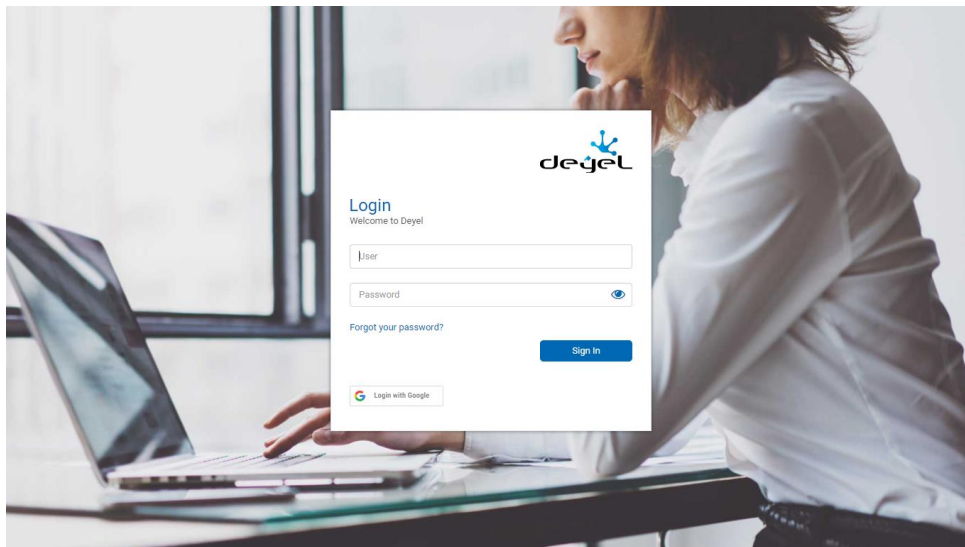 deyel
Login
Welcome to Deyel
User
Password
Forgot your password?
Sign In
Login with Google